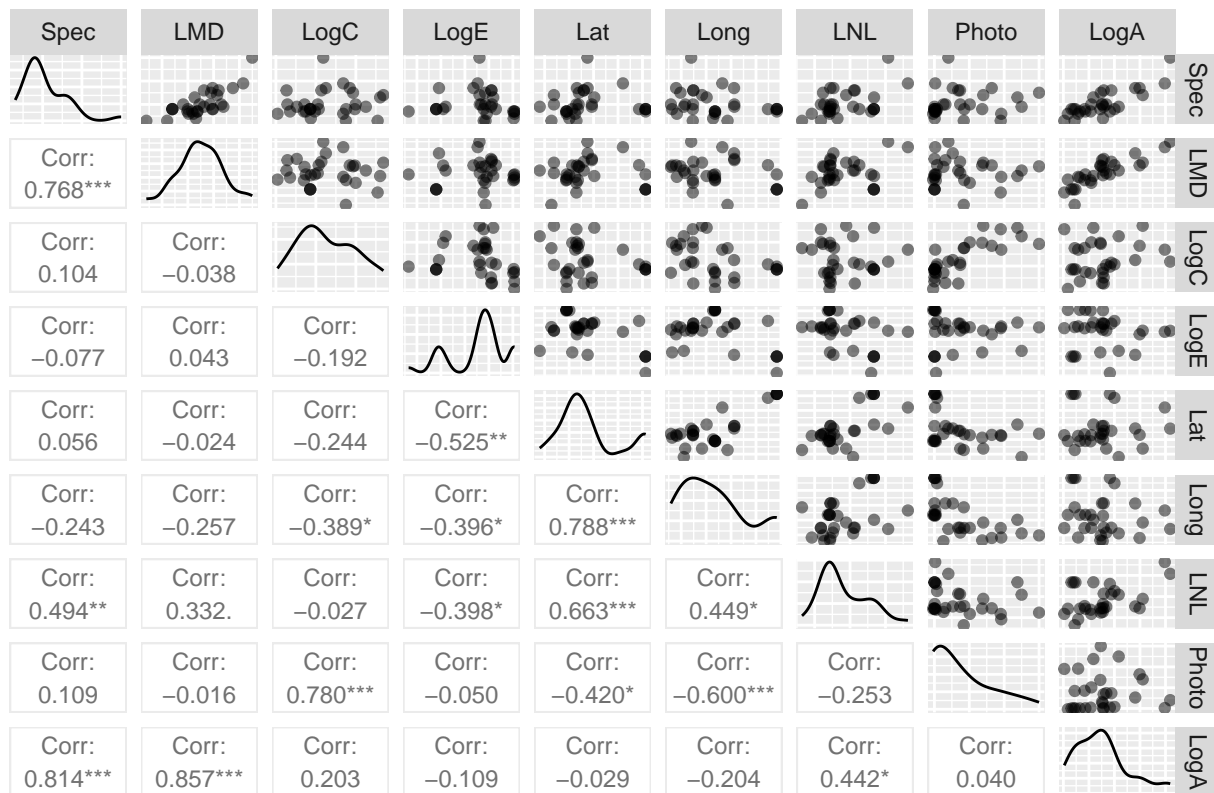 Spec LMD LogC LogE Lat Long LNL Photo LogA
Spec
LMD
Corr:
0.768***
LogC
Corr: Corr:
0.104 −0.038
LogE
Corr: Corr: Corr:
−0.077 0.043 −0.192
Lat
Corr: Corr: Corr: Corr:
0.056 −0.024 −0.244 −0.525**
Long
Corr: Corr: Corr: Corr: Corr:
−0.243 −0.257 −0.389* −0.396* 0.788***
LNL
Corr: Corr: Corr: Corr: Corr: Corr:
0.494** 0.332. −0.027 −0.398* 0.663*** 0.449*
Photo
Corr: Corr: Corr: Corr: Corr: Corr: Corr:
0.109 −0.016 0.780*** −0.050 −0.420* −0.600*** −0.253
LogA
Corr: Corr: Corr: Corr: Corr: Corr: Corr: Corr:
0.814*** 0.857*** 0.203 −0.109 −0.029 −0.204 0.442* 0.040